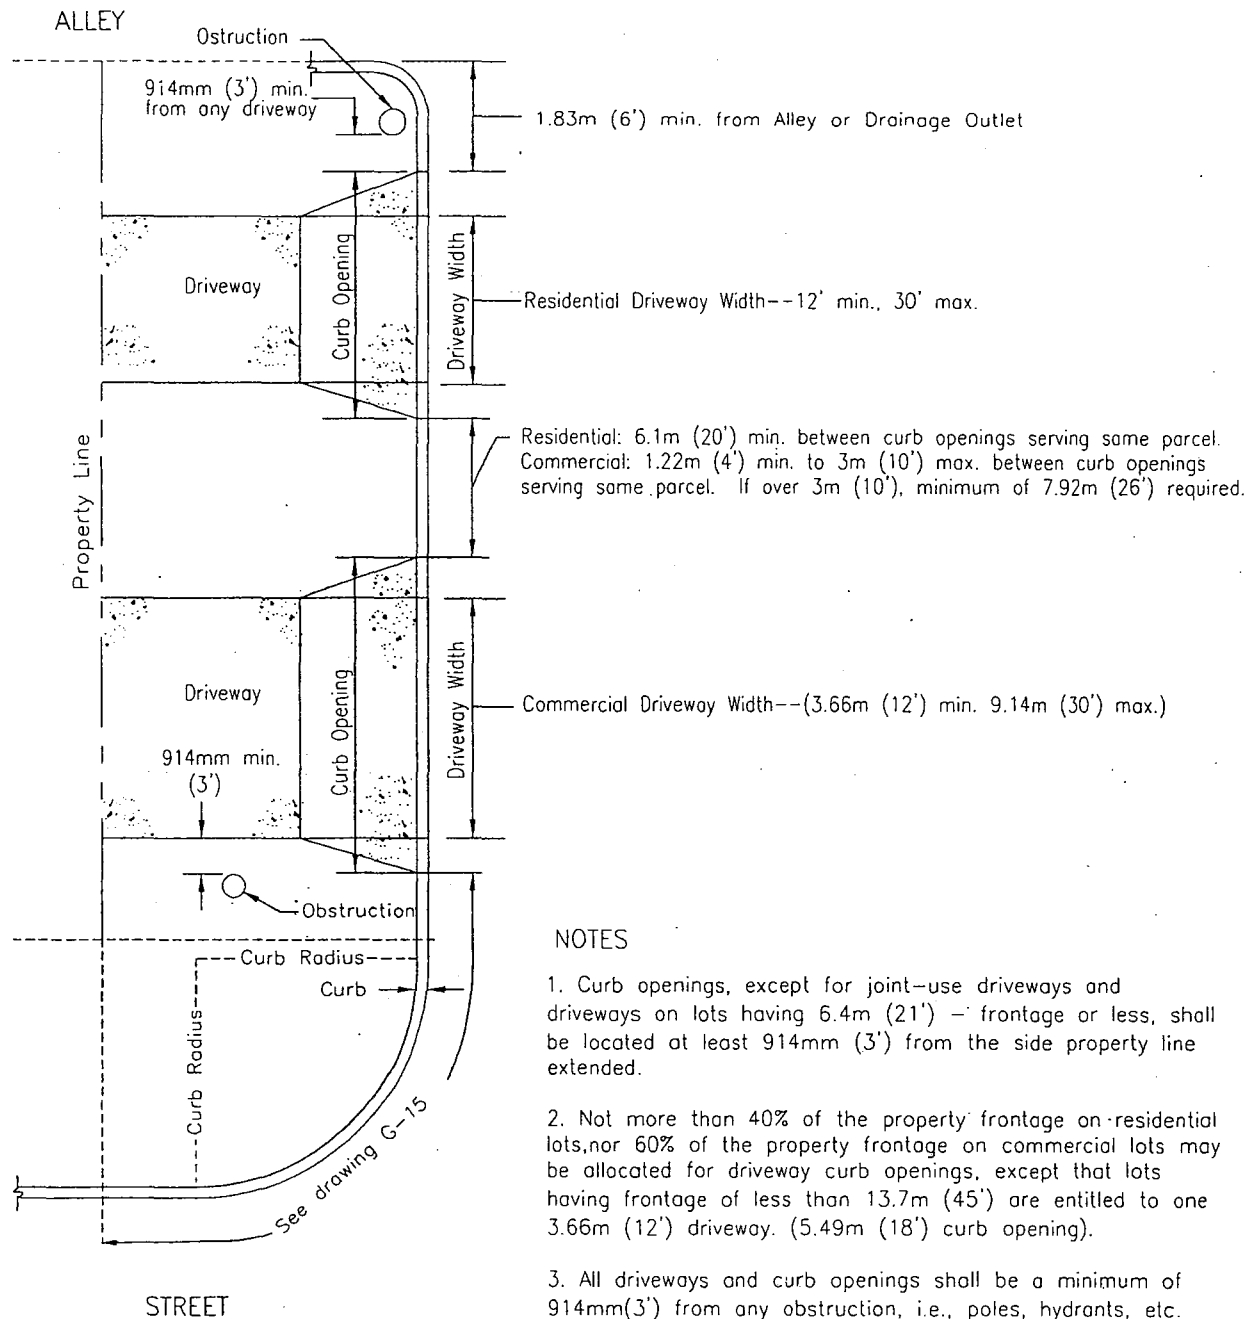 ALLEY
Ostruction
914mm (3') min.
from any driveway
1.83m (6') min. from Alley or Drainage Outlet
Driveway
Curb Opening
Driveway Width
Residential Driveway Width--12' min., 30' max.
Property Line
Residential: 6.1m (20') min. between curb openings serving same parcel.
Commercial: 1.22m (4') min. to 3m (10') max. between curb openings
serving same parcel. If over 3m (10'), minimum of 7.92m (26') required.
Driveway
Curb Opening
Driveway Width
Commercial Driveway Width--(3.66m (12') min. 9.14m (30') max.)
914mm min.
(3')
Obstruction
Curb Radius
Curb
Curb Radius
See drawing G-15
STREET
NOTES
1. Curb openings, except for joint-use driveways and
driveways on lots having 6.4m (21') - frontage or less, shall
be located at least 914mm (3') from the side property line
extended.
2. Not more than 40% of the property frontage on residential
lots,nor 60% of the property frontage on commercial lots may
be allocated for driveway curb openings, except that lots
having frontage of less than 13.7m (45') are entitled to one
3.66m (12') driveway. (5.49m (18') curb opening).
3. All driveways and curb openings shall be a minimum of
914mm(3') from any obstruction, i.e., poles, hydrants, etc.